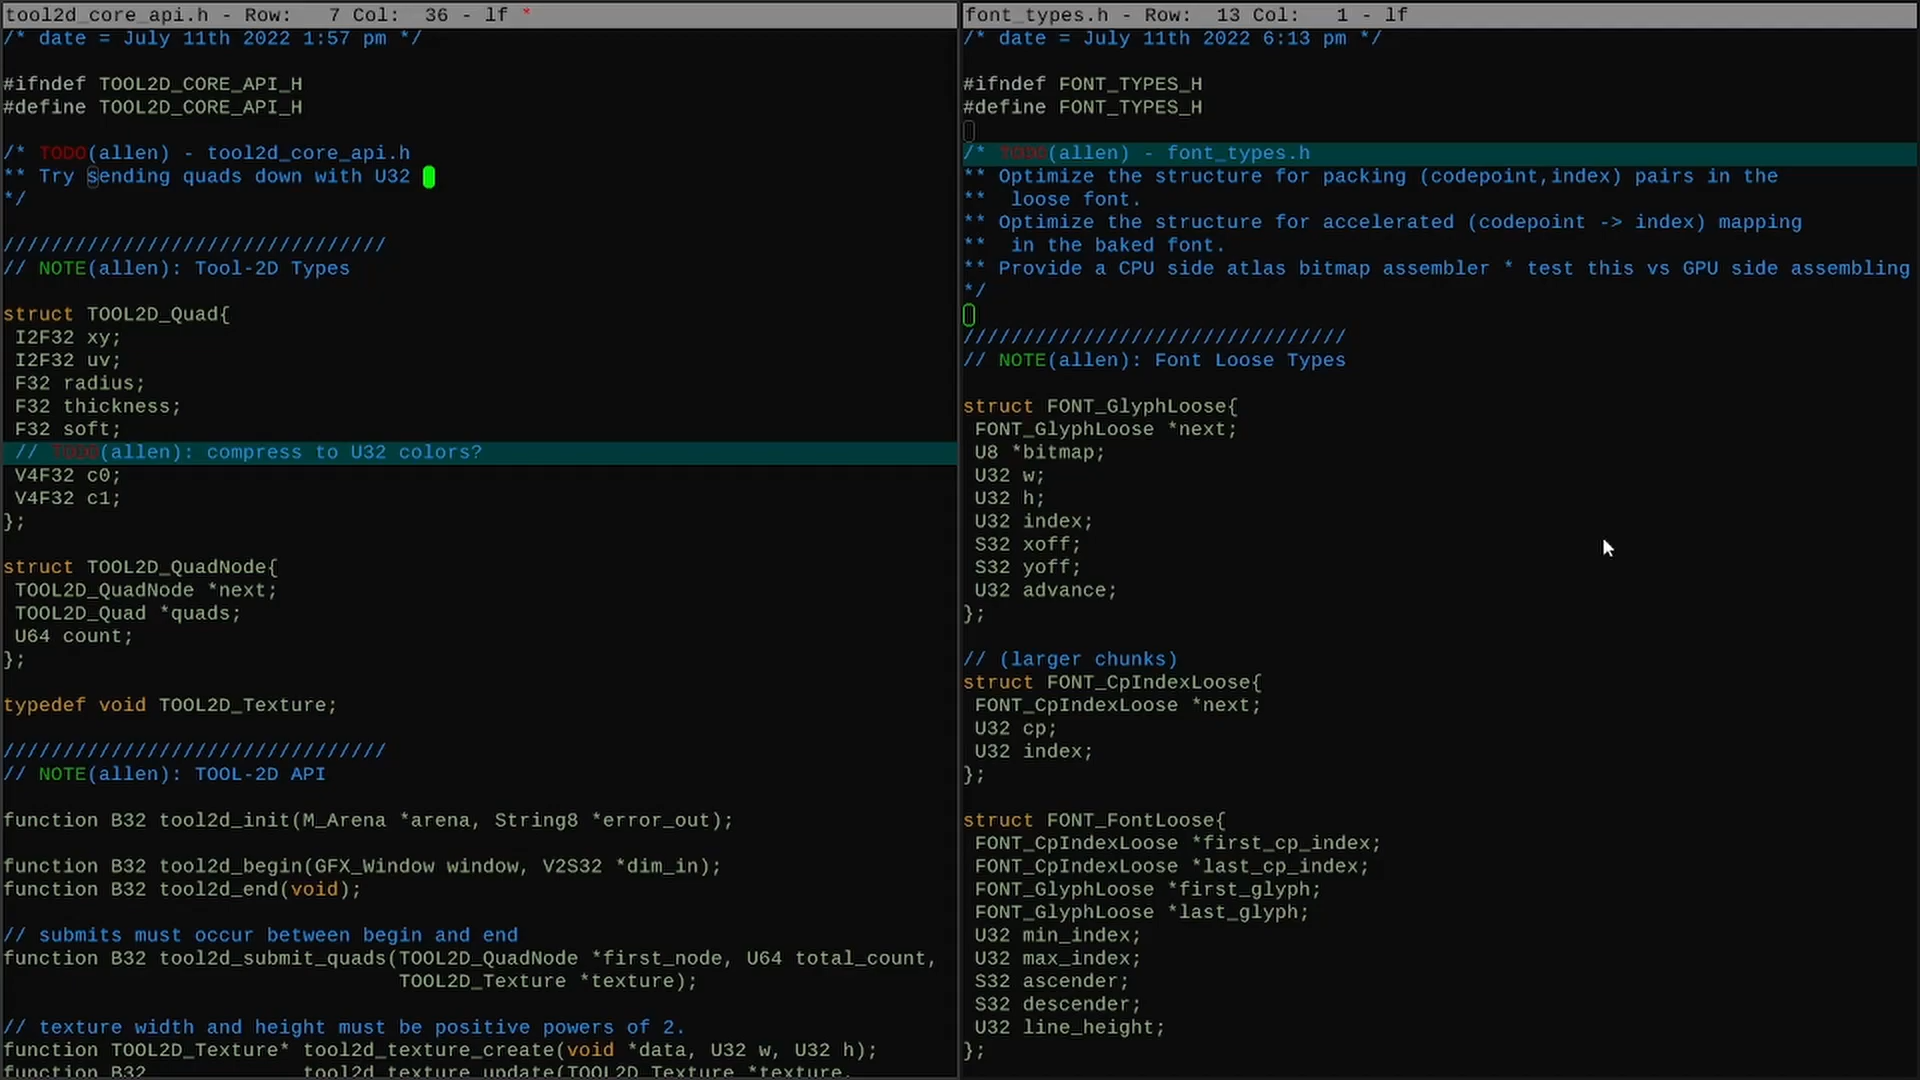 tool2d_core_api.h - Row:   7 Col:  36 - lf *
/* date = July 11th 2022 1:57 pm */
#ifndef TOOL2D_CORE_API_H
#define TOOL2D_CORE_API_H
/* TODO(allen) - tool2d_core_api.h
** Try sending quads down with U32
*/
////////////////////////////////
// NOTE(allen): Tool-2D Types
struct TOOL2D_Quad{
 I2F32 xy;
 I2F32 uv;
 F32 radius;
 F32 thickness;
 F32 soft;
 // TODO(allen): compress to U32 colors?
 V4F32 c0;
 V4F32 c1;
};
struct TOOL2D_QuadNode{
 TOOL2D_QuadNode *next;
 TOOL2D_Quad *quads;
 U64 count;
};
typedef void TOOL2D_Texture;
////////////////////////////////
// NOTE(allen): TOOL-2D API
function B32 tool2d_init(M_Arena *arena, String8 *error_out);
function B32 tool2d_begin(GFX_Window window, V2S32 *dim_in);
function B32 tool2d_end(void);
// submits must occur between begin and end
function B32 tool2d_submit_quads(TOOL2D_QuadNode *first_node, U64 total_count,
                                 TOOL2D_Texture *texture);
// texture width and height must be positive powers of 2.
function TOOL2D_Texture* tool2d_texture_create(void *data, U32 w, U32 h);
function B32             tool2d_texture_update(TOOL2D_Texture *texture,
font_types.h - Row:  13 Col:   1 - lf
/* date = July 11th 2022 6:13 pm */
#ifndef FONT_TYPES_H
#define FONT_TYPES_H
/* TODO(allen) - font_types.h
** Optimize the structure for packing (codepoint,index) pairs in the
**  loose font.
** Optimize the structure for accelerated (codepoint -> index) mapping
**  in the baked font.
** Provide a CPU side atlas bitmap assembler * test this vs GPU side assembling
*/
////////////////////////////////
// NOTE(allen): Font Loose Types
struct FONT_GlyphLoose{
 FONT_GlyphLoose *next;
 U8 *bitmap;
 U32 w;
 U32 h;
 U32 index;
 S32 xoff;
 S32 yoff;
 U32 advance;
};
// (larger chunks)
struct FONT_CpIndexLoose{
 FONT_CpIndexLoose *next;
 U32 cp;
 U32 index;
};
struct FONT_FontLoose{
 FONT_CpIndexLoose *first_cp_index;
 FONT_CpIndexLoose *last_cp_index;
 FONT_GlyphLoose *first_glyph;
 FONT_GlyphLoose *last_glyph;
 U32 min_index;
 U32 max_index;
 S32 ascender;
 S32 descender;
 U32 line_height;
};